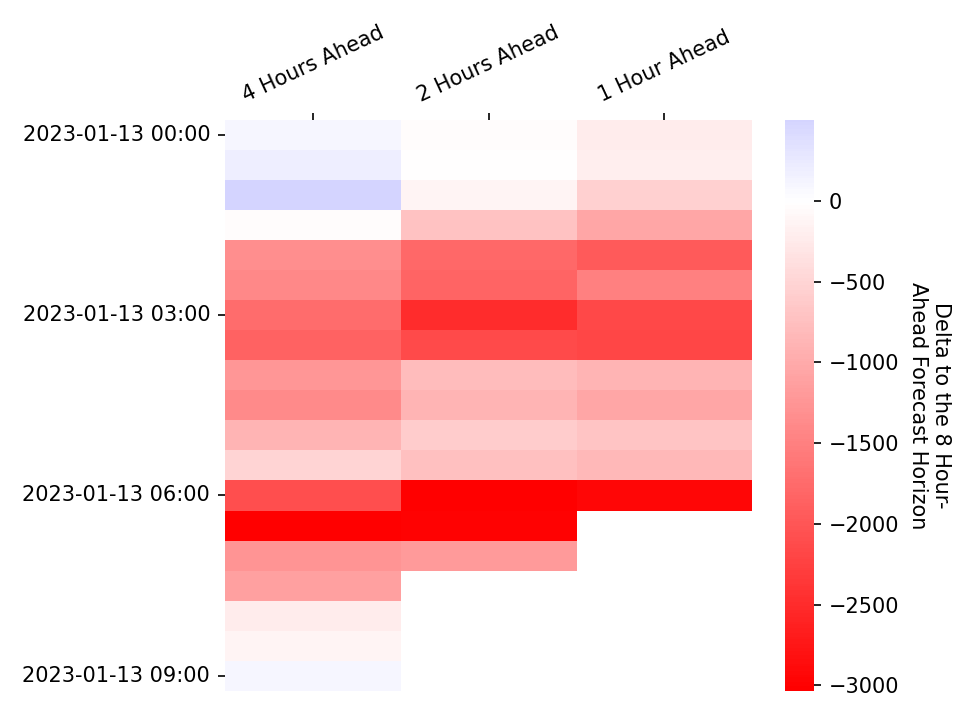 4 Hours Ahead
2 Hours Ahead
1 Hour Ahead
2023-01-13 00:00
2023-01-13 03:00
2023-01-13 06:00
2023-01-13 09:00
0
−500
−1000
−1500
−2000
−2500
−3000
Delta to the 8 Hour-
Ahead Forecast Horizon